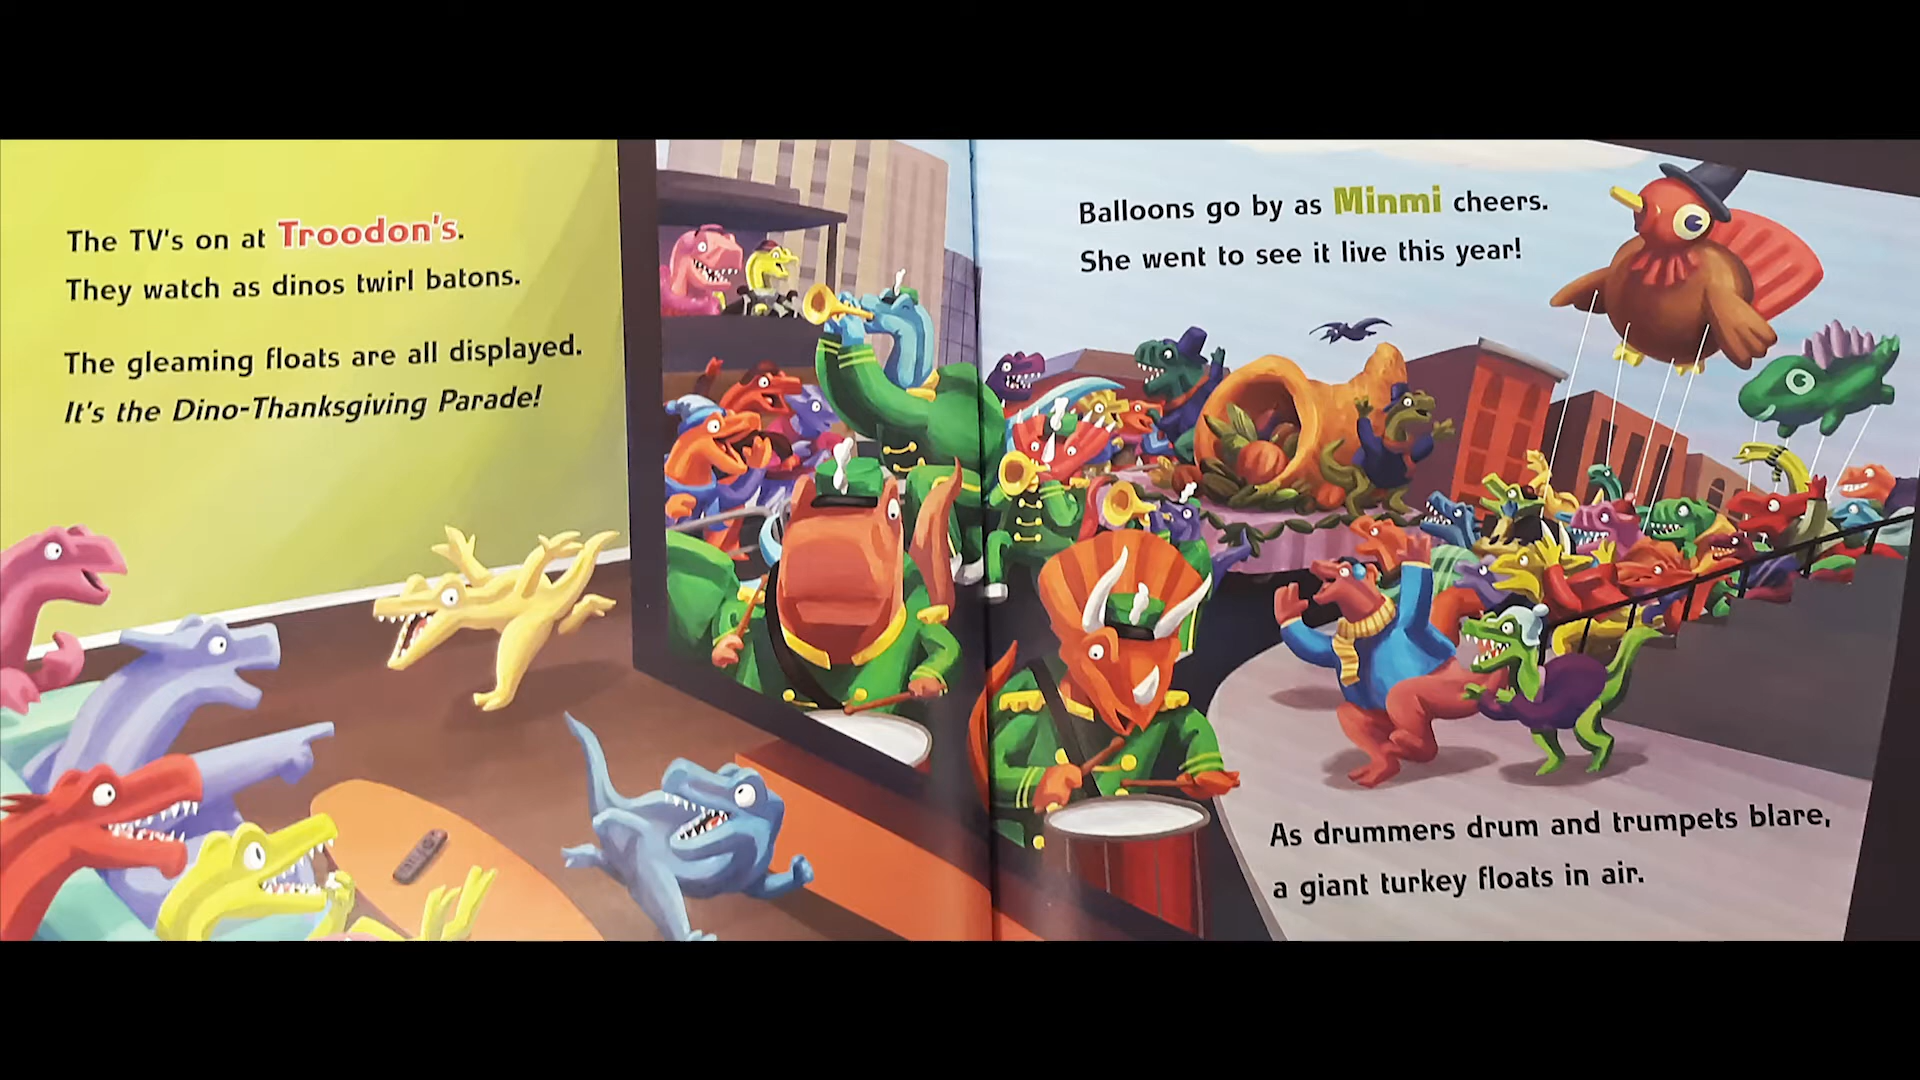 The TV's on at Troodon's.
They watch as dinos twirl batons.
The gleaming floats are all displayed.
It's the Dino-Thanksgiving Parade!
Balloons go by as Minmi cheers.
She went to see it live this year!
As drummers drum and trumpets blare,
a giant turkey floats in air.